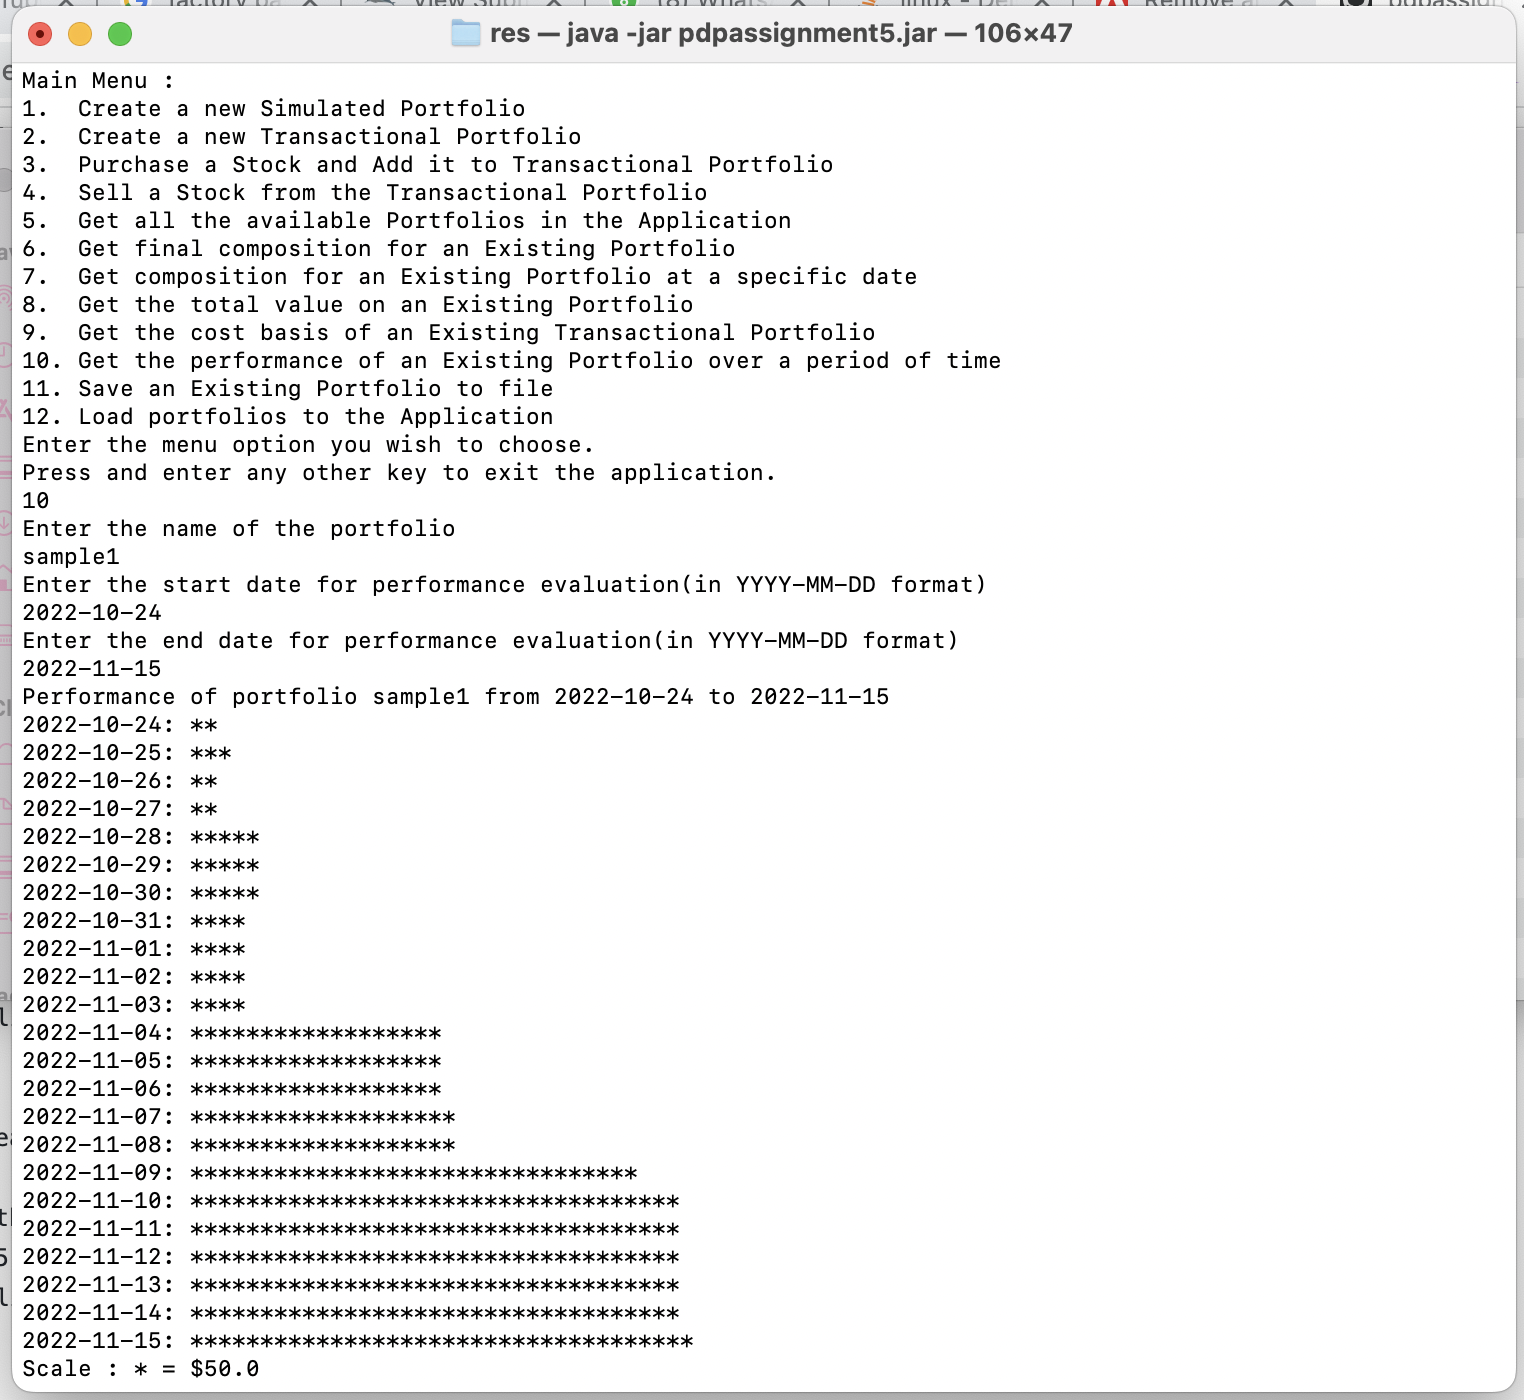 res — java -jar pdpassignment5.jar — 106×47
Main Menu :
1.  Create a new Simulated Portfolio
2.  Create a new Transactional Portfolio
3.  Purchase a Stock and Add it to Transactional Portfolio
4.  Sell a Stock from the Transactional Portfolio
5.  Get all the available Portfolios in the Application
6.  Get final composition for an Existing Portfolio
7.  Get composition for an Existing Portfolio at a specific date
8.  Get the total value on an Existing Portfolio
9.  Get the cost basis of an Existing Transactional Portfolio
10. Get the performance of an Existing Portfolio over a period of time
11. Save an Existing Portfolio to file
12. Load portfolios to the Application
Enter the menu option you wish to choose.
Press and enter any other key to exit the application.
10
Enter the name of the portfolio
sample1
Enter the start date for performance evaluation(in YYYY-MM-DD format)
2022-10-24
Enter the end date for performance evaluation(in YYYY-MM-DD format)
2022-11-15
Performance of portfolio sample1 from 2022-10-24 to 2022-11-15
2022-10-24: **
2022-10-25: ***
2022-10-26: **
2022-10-27: **
2022-10-28: *****
2022-10-29: *****
2022-10-30: *****
2022-10-31: ****
2022-11-01: ****
2022-11-02: ****
2022-11-03: ****
2022-11-04: ******************
2022-11-05: ******************
2022-11-06: ******************
2022-11-07: *******************
2022-11-08: *******************
2022-11-09: ********************************
2022-11-10: ***********************************
2022-11-11: ***********************************
2022-11-12: ***********************************
2022-11-13: ***********************************
2022-11-14: ***********************************
2022-11-15: ************************************
Scale : * = $50.0